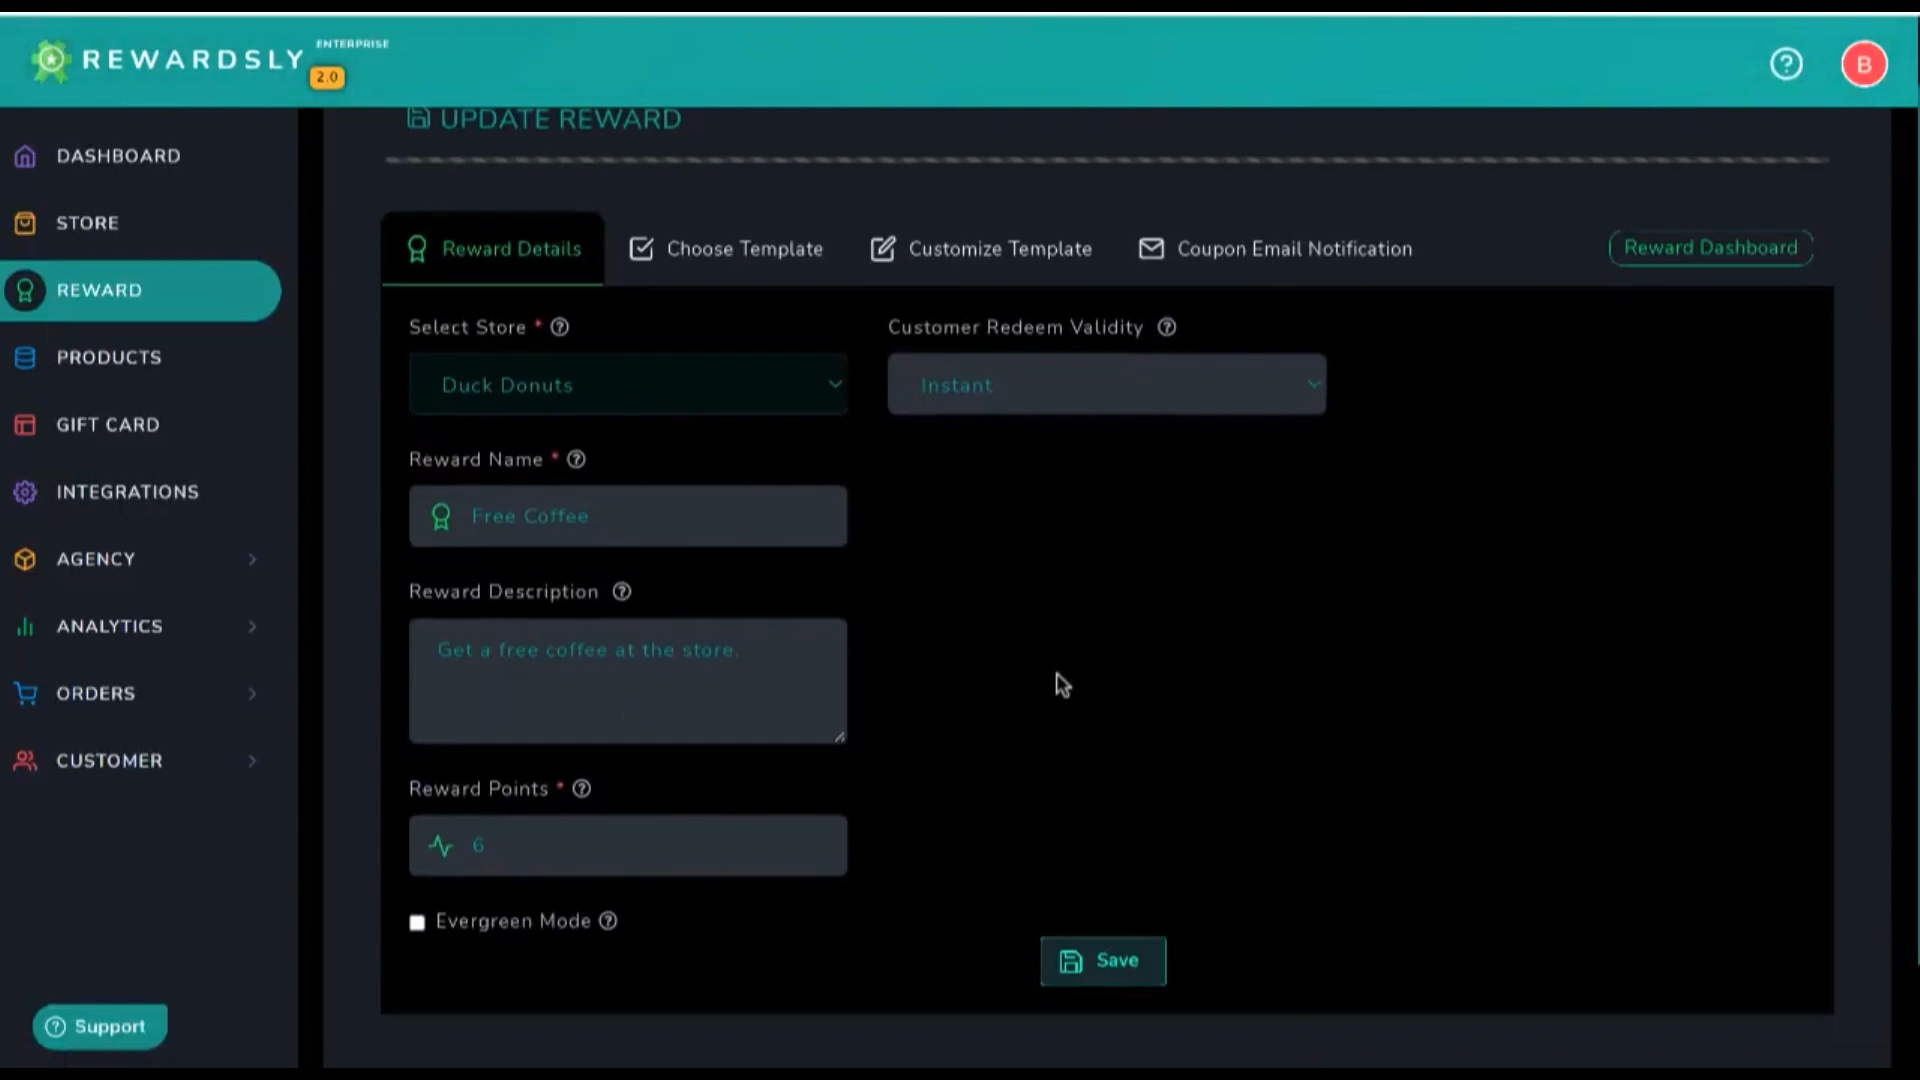 REWARDSLY
ENTERPRISE
2.0
B
UPDATE REWARD
DASHBOARD
STORE
REWARD
PRODUCTS
GIFT CARD
INTEGRATIONS
AGENCY
ANALYTICS
ORDERS
CUSTOMER
Support
Reward Details
Choose Template
Customize Template
Coupon Email Notification
Reward Dashboard
Select Store *
Customer Redeem Validity
Duck Donuts
Instant
Reward Name *
Free Coffee
Reward Description
Get a free coffee at the store.
Reward Points *
6
Evergreen Mode
Save